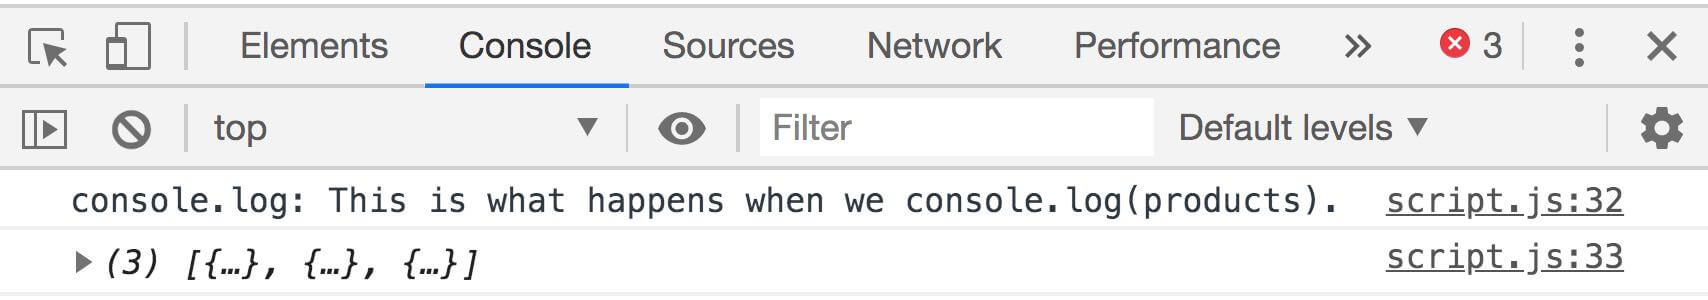 Elements Console Sources Network Performance » 3
top Filter Default levels
console.log: This is what happens when we console.log(products). script.js:32
(3) [{…}, {…}, {…}] script.js:33